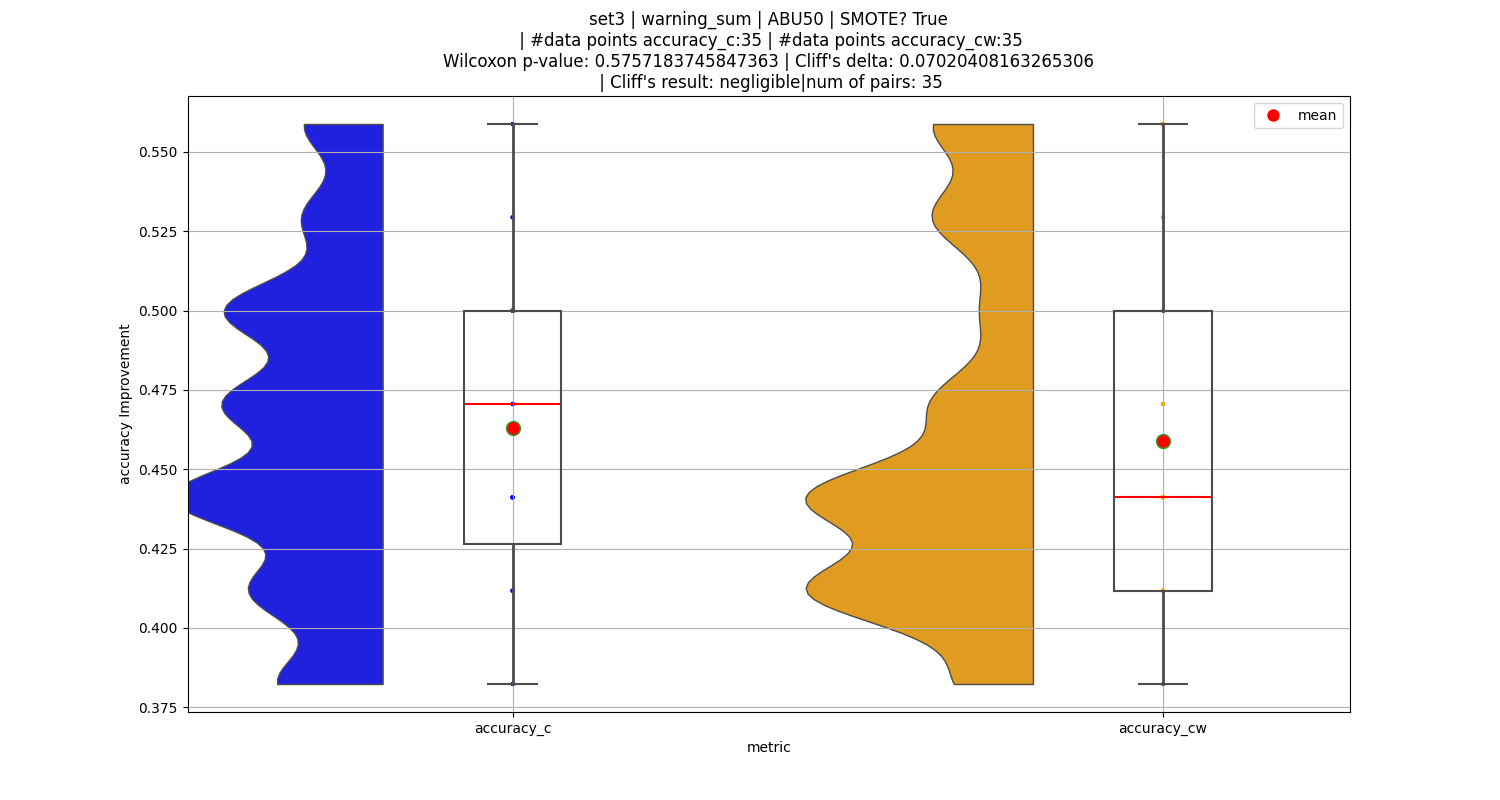 set3 | warning_sum | ABU50 | SMOTE? True
| #data points accuracy_c:35 | #data points accuracy_cw:35
Wilcoxon p-value: 0.5757183745847363 | Cliff's delta: 0.07020408163265306
| Cliff's result: negligible|num of pairs: 35
mean
0.550
0.525
0.500
0.475
0.450
0.425
0.400
0.375
accuracy Improvement
accuracy_c
accuracy_cw
metric